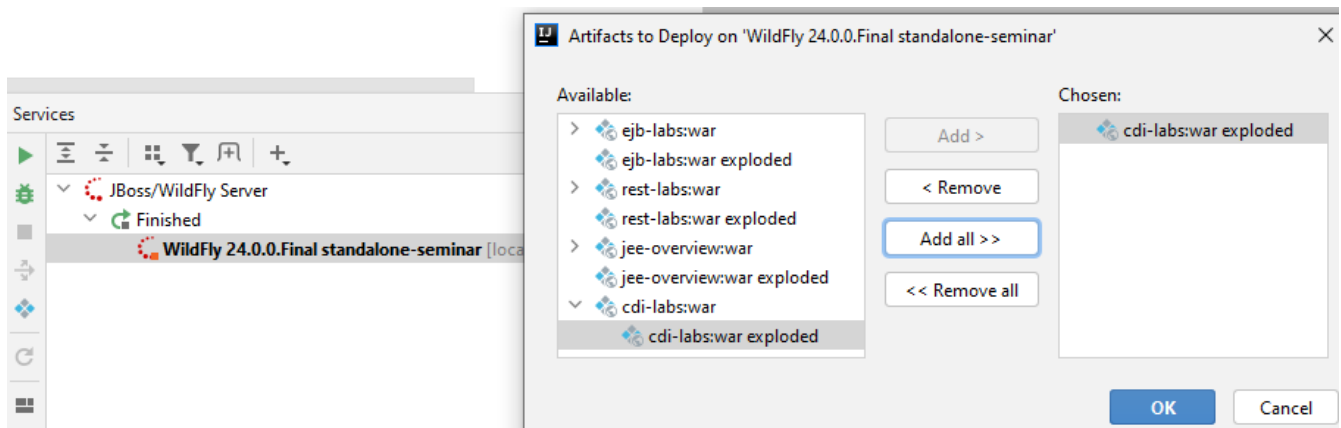 Artifacts to Deploy on 'WildFly 24.0.0.Final standalone-seminar'
Services
JBoss/WildFly Server
Finished
WildFly 24.0.0.Final standalone-seminar [loca
Available:
ejb-labs:war
ejb-labs:war exploded
rest-labs:war
rest-labs:war exploded
jee-overview:war
jee-overview:war exploded
cdi-labs:war
cdi-labs:war exploded
Add >
< Remove
Add all >>
<< Remove all
Chosen:
cdi-labs:war exploded
OK
Cancel